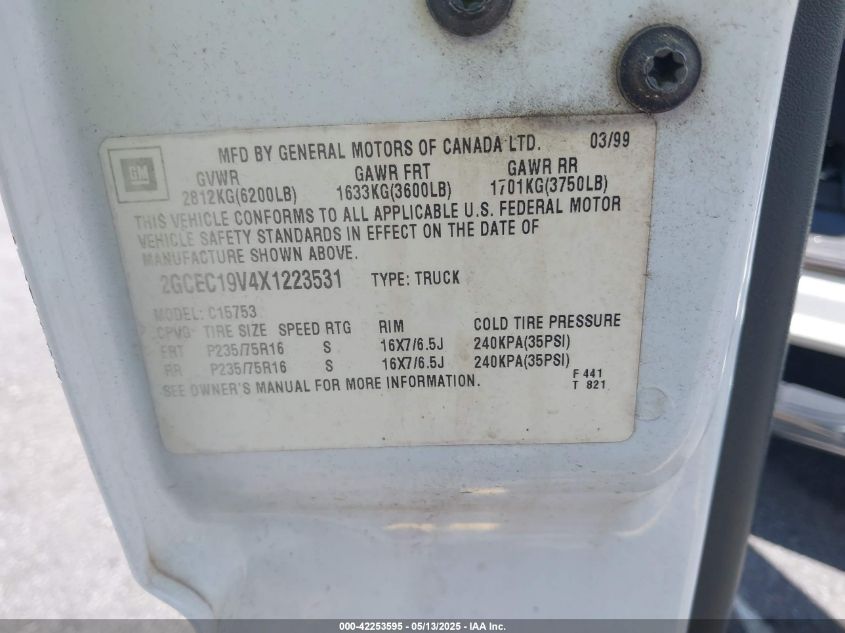 GM
MFD BY GENERAL MOTORS OF CANADA LTD. 03/99
GVWR GAWR FRT GAWR RR
2812KG(6200LB) 1633KG(3600LB) 1701KG(3750LB)
THIS VEHICLE CONFORMS TO ALL APPLICABLE U.S. FEDERAL MOTOR
VEHICLE SAFETY STANDARDS IN EFFECT ON THE DATE OF
MANUFACTURE SHOWN ABOVE.
2GCEC19V4X1223531 TYPE: TRUCK
MODEL: C15753
CPVG- TIRE SIZE SPEED RTG RIM COLD TIRE PRESSURE
FRT P235/75R16 S 16X7/6.5J 240KPA(35PSI)
RR P235/75R16 S 16X7/6.5J 240KPA(35PSI)
SEE OWNER'S MANUAL FOR MORE INFORMATION. F 441
T 821
000-42253595 - 05/13/2025 - IAA Inc.